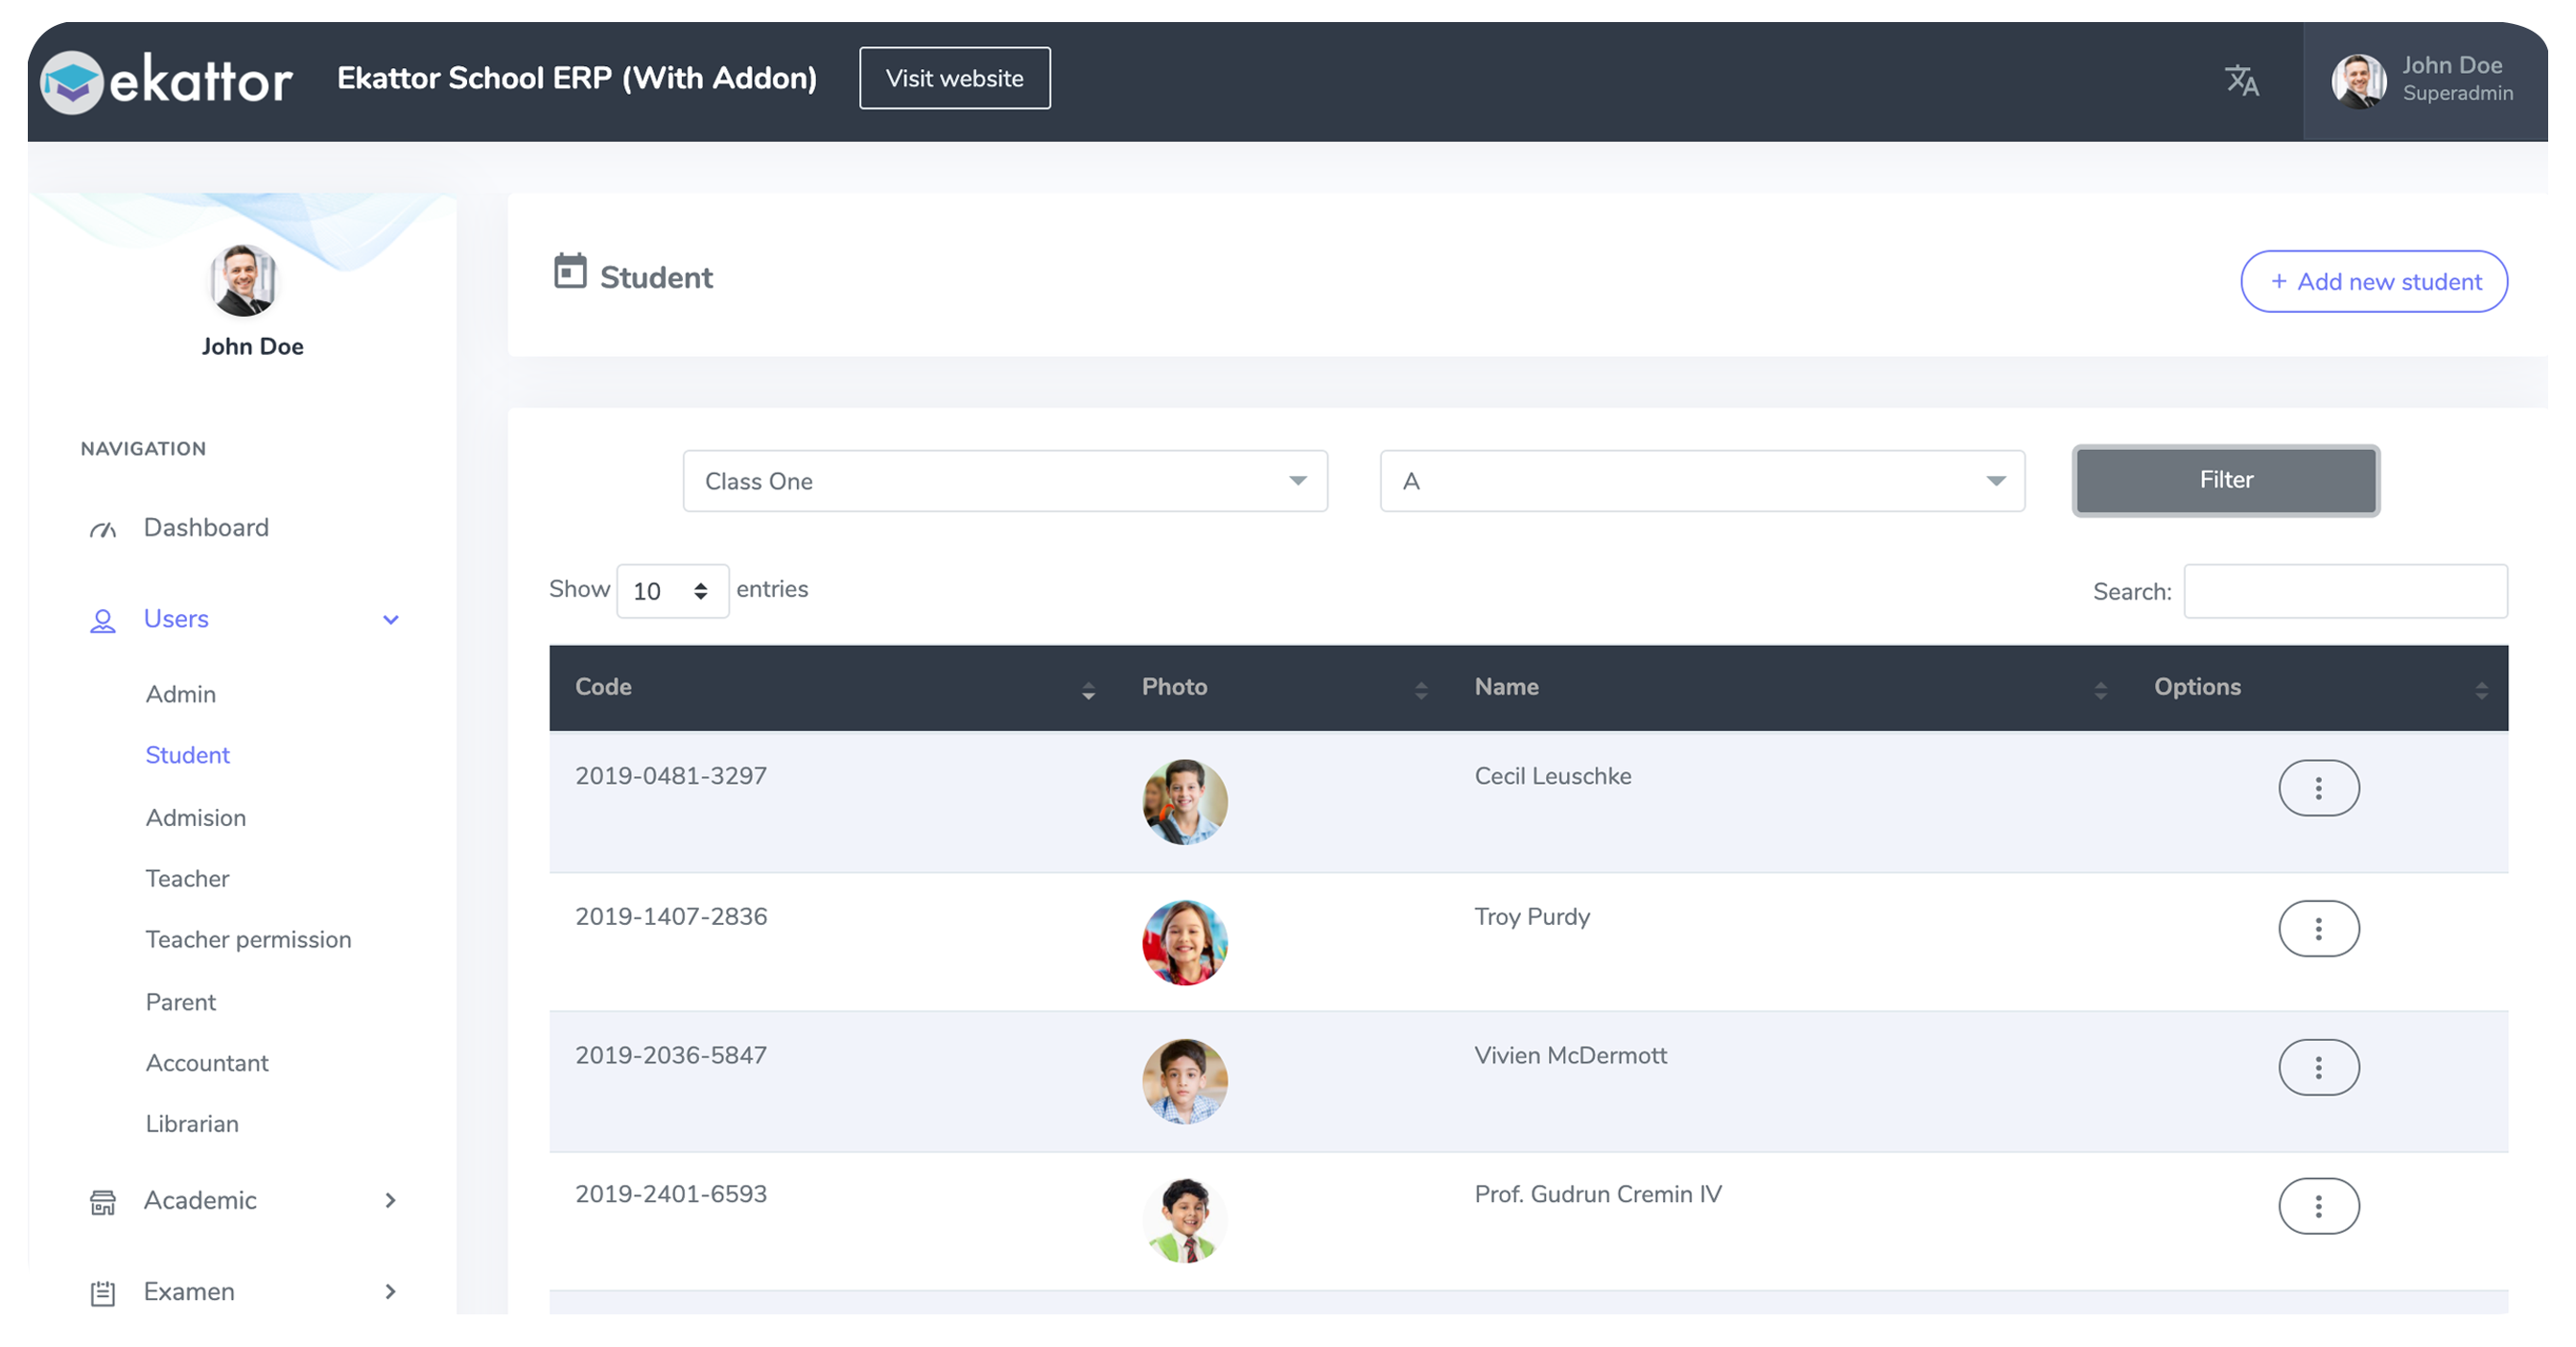 ekattor Ekattor School ERP (With Addon) Visit website John Doe
Superadmin
John Doe
NAVIGATION
Dashboard
Users
Admin
Student
Admision
Teacher
Teacher permission
Parent
Accountant
Librarian
Academic
Examen
Student + Add new student
Class One A Filter
Show 10 entries Search:
Code Photo Name Options
2019-0481-3297 Cecil Leuschke
2019-1407-2836 Troy Purdy
2019-2036-5847 Vivien McDermott
2019-2401-6593 Prof. Gudrun Cremin IV